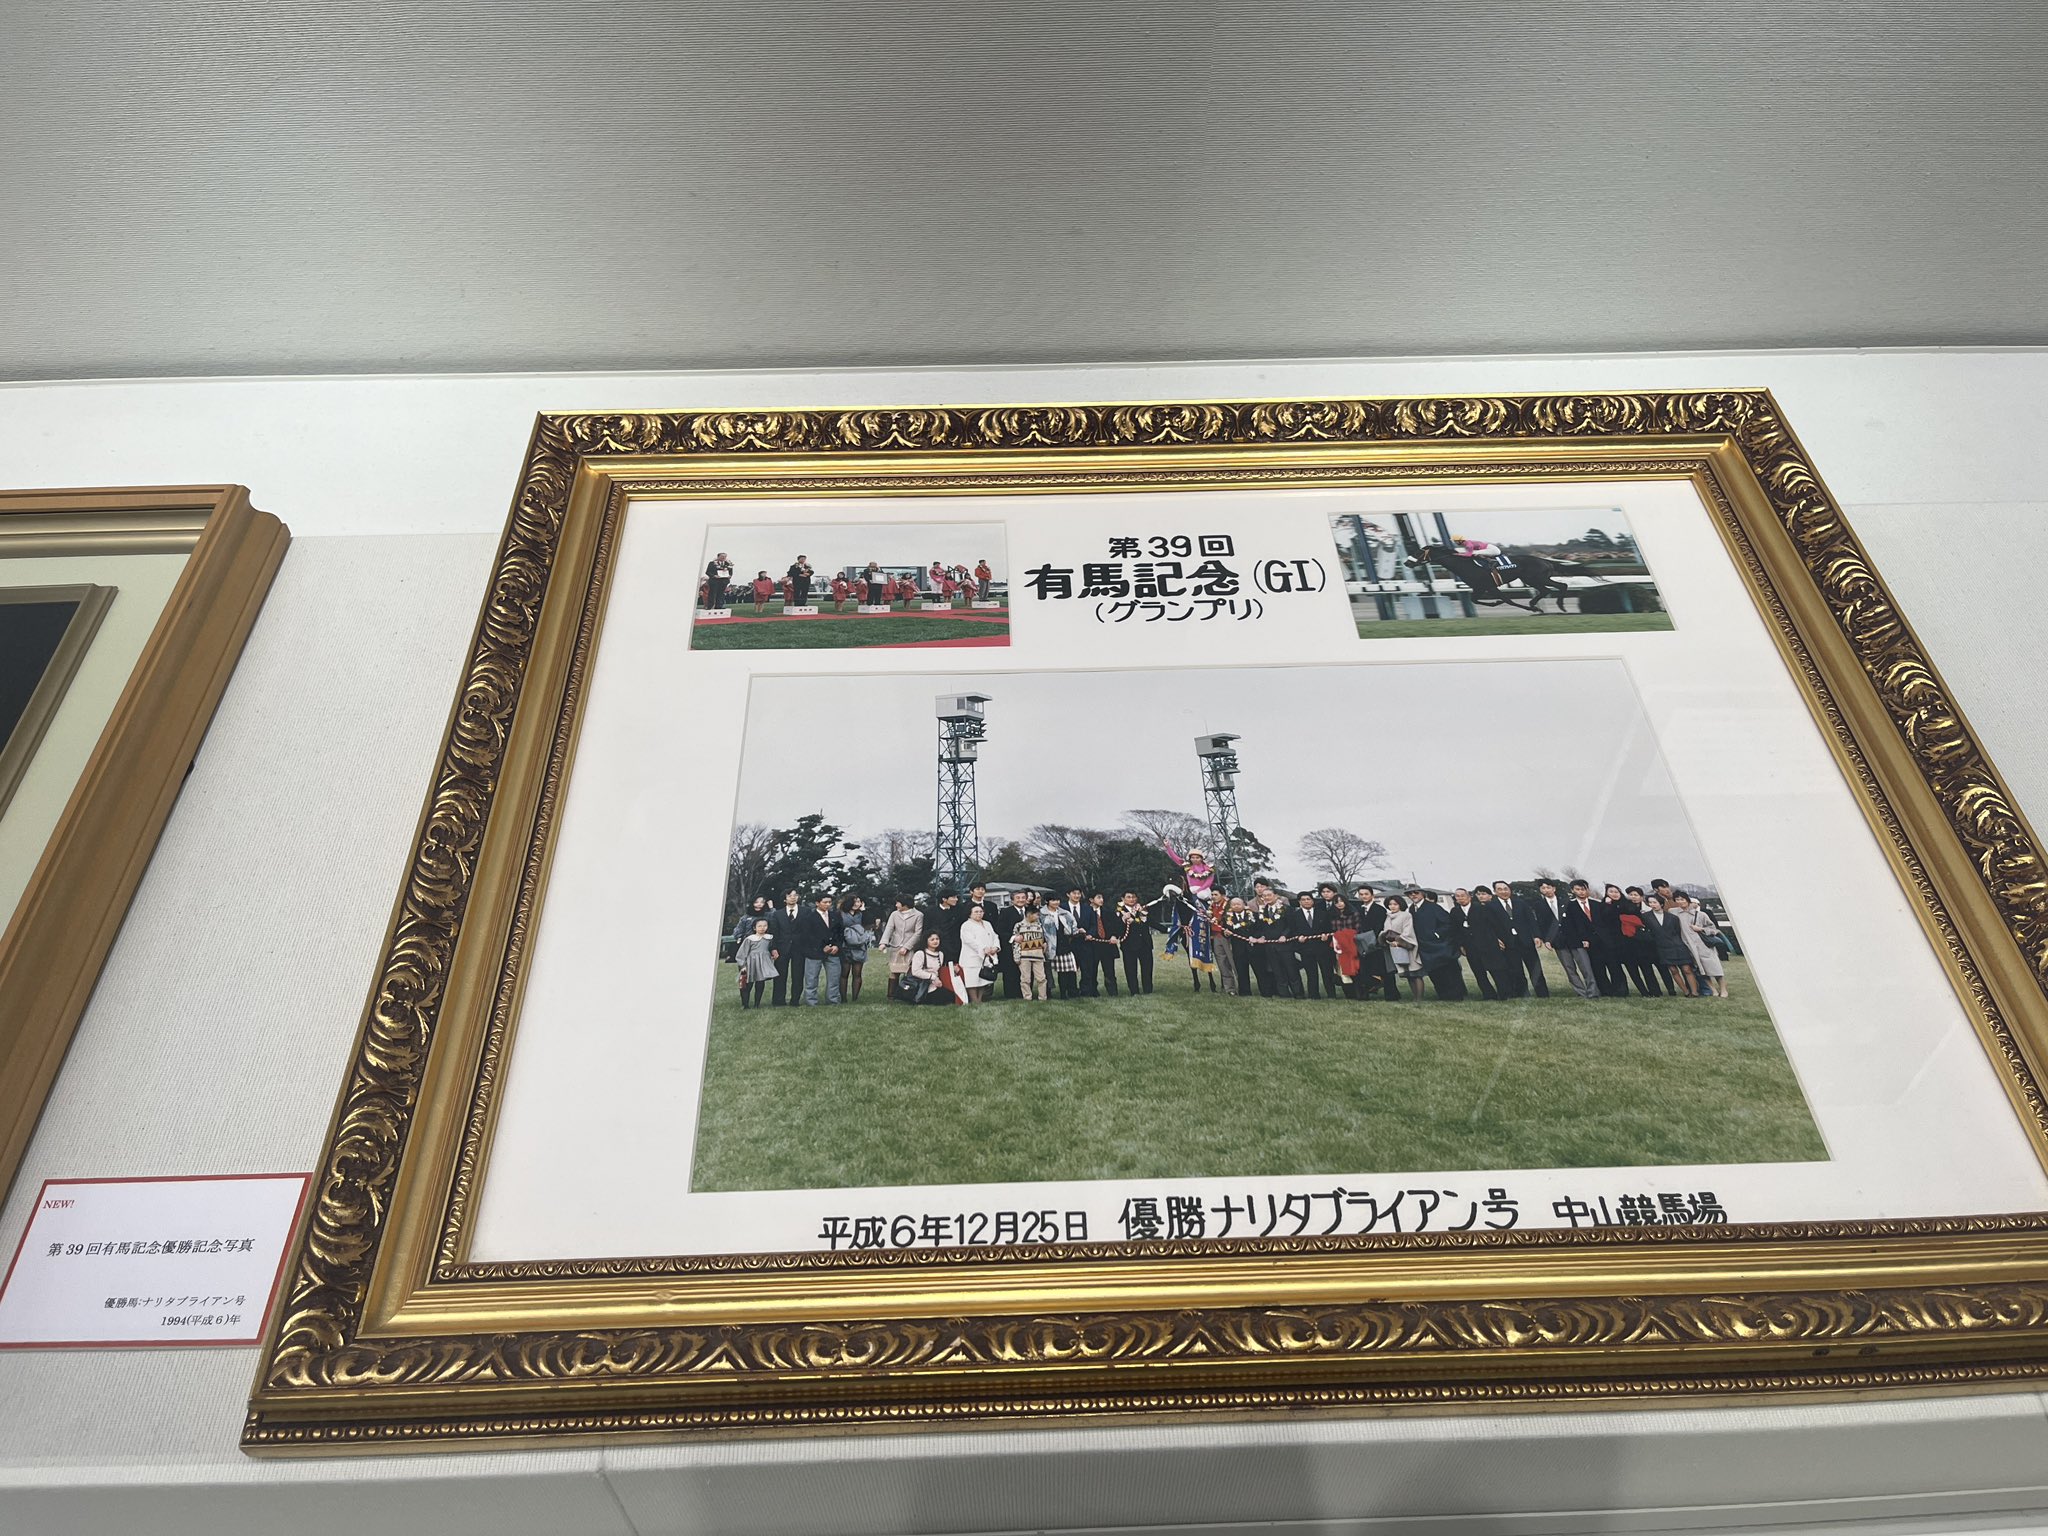 第39回
有馬記念(GI)
(グランプリ)
平成6年12月25日 優勝ナリタブライアン号 中山競馬場
NEW!
第39回有馬記念優勝記念写真
優勝馬:ナリタブライアン号
1994(平成6)年